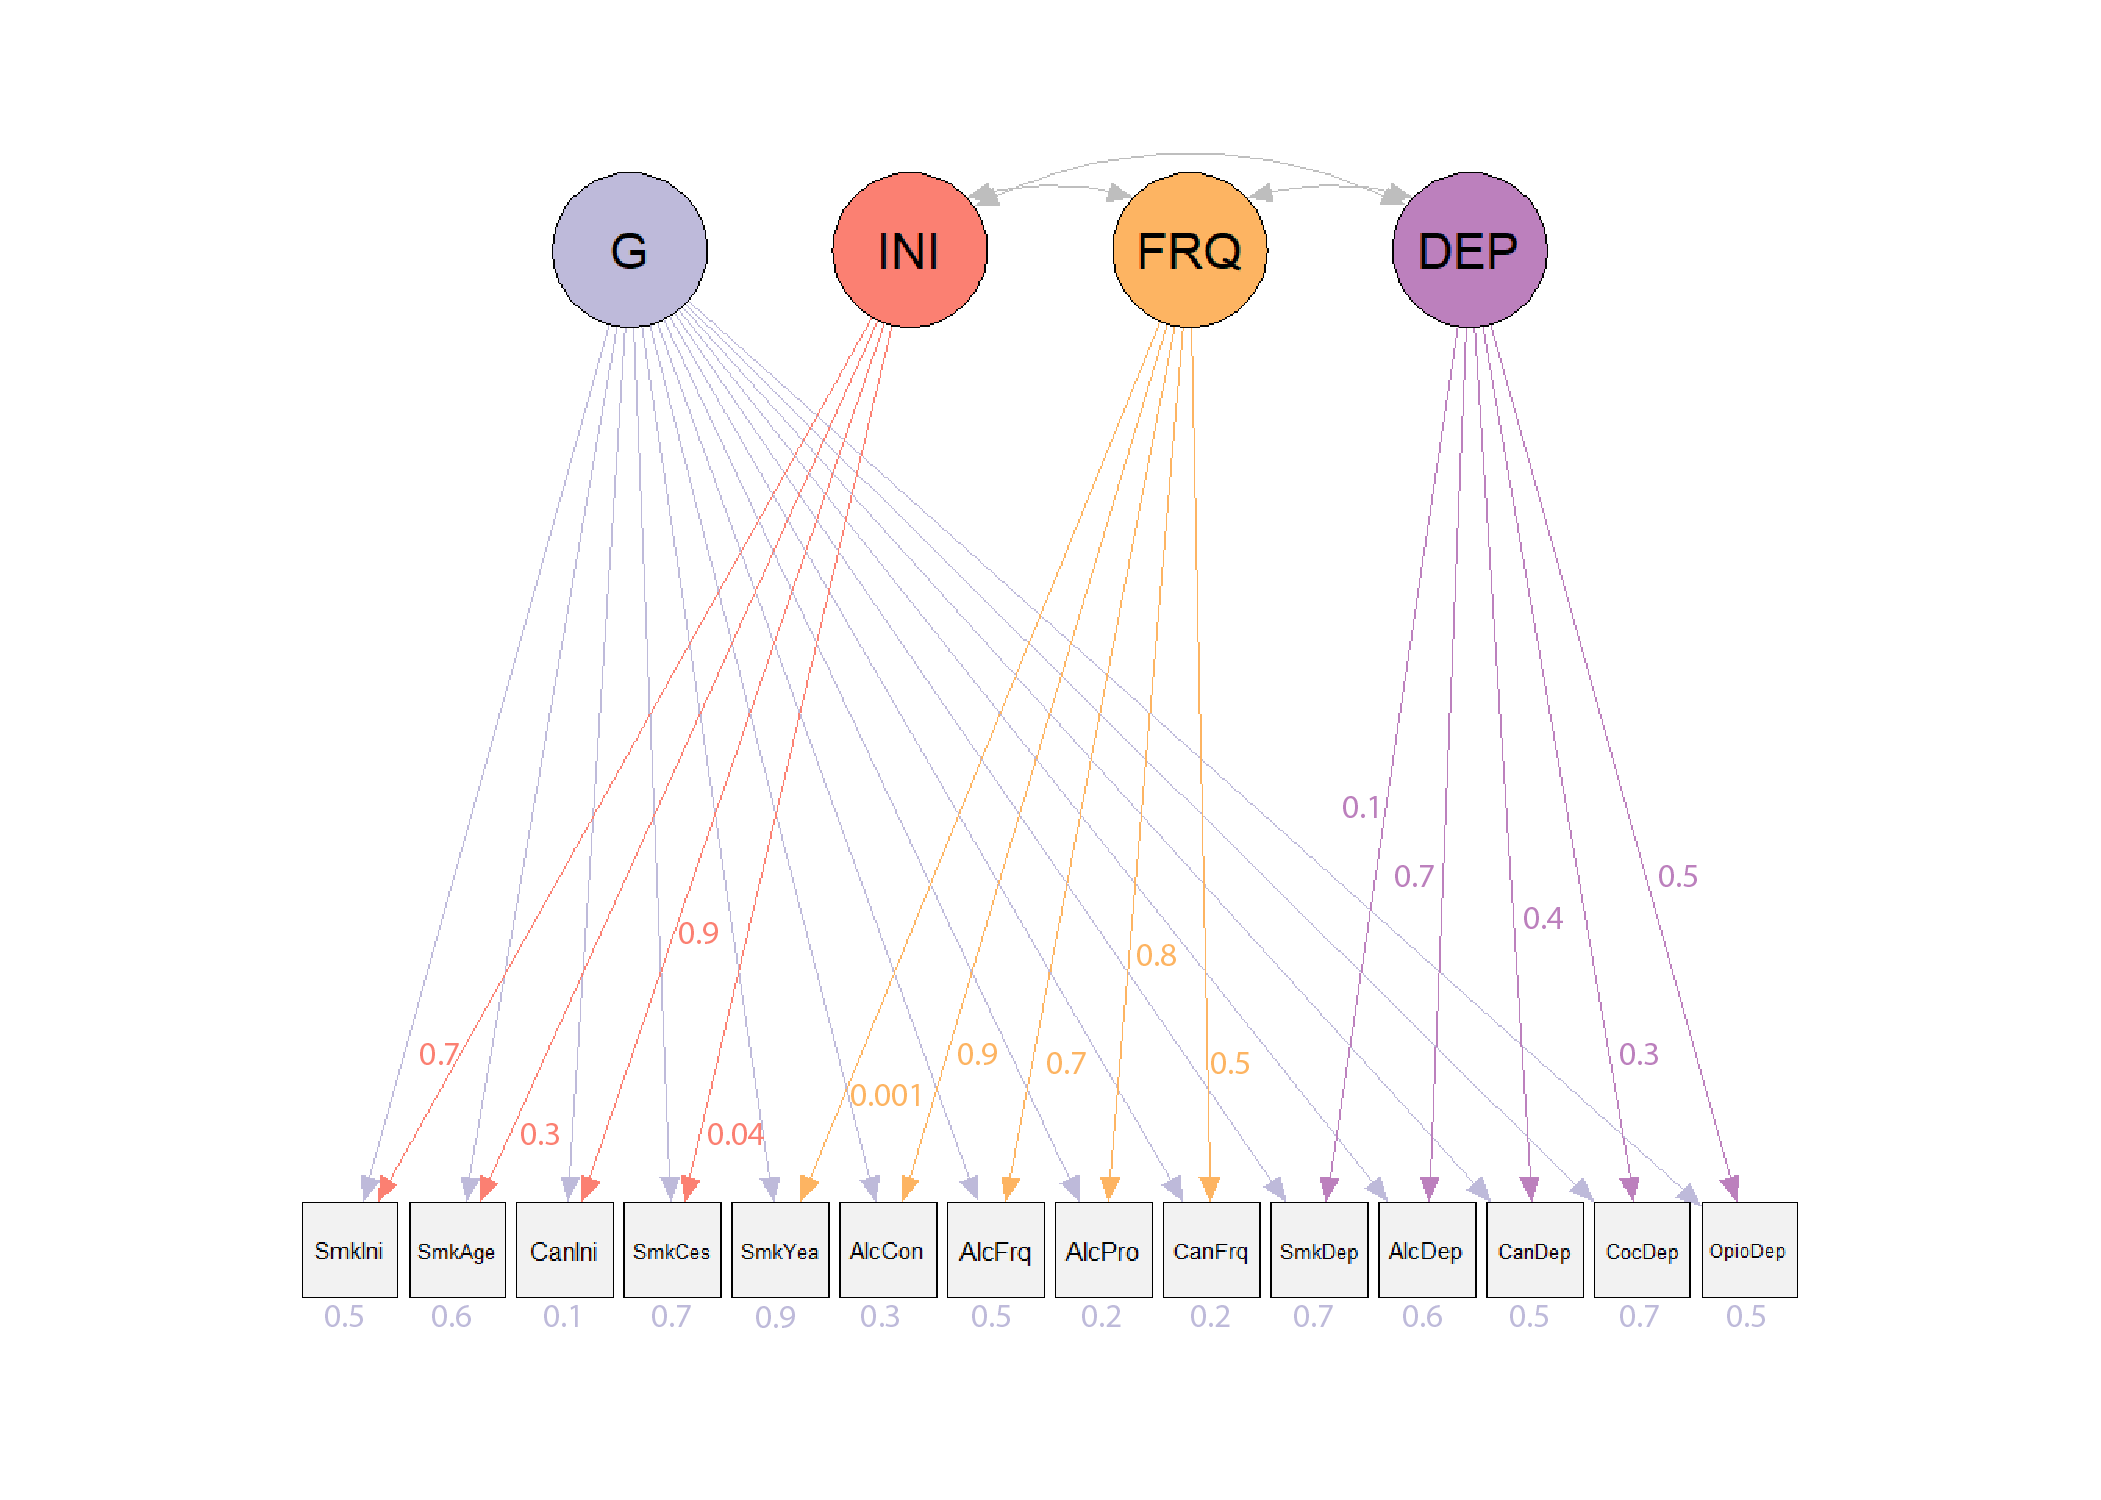 G INI FRQ DEP
0.1
0.7 0.5
0.4
0.9
0.8
0.7 0.9 0.7 0.5 0.3
0.001
0.3 0.04
SmkIni SmkAge CanIni SmkCes SmkYea AlcCon AlcFrq AlcPro CanFrq SmkDep AlcDep CanDep CocDep OpioDep
0.5 0.6 0.1 0.7 0.9 0.3 0.5 0.2 0.2 0.7 0.6 0.5 0.7 0.5